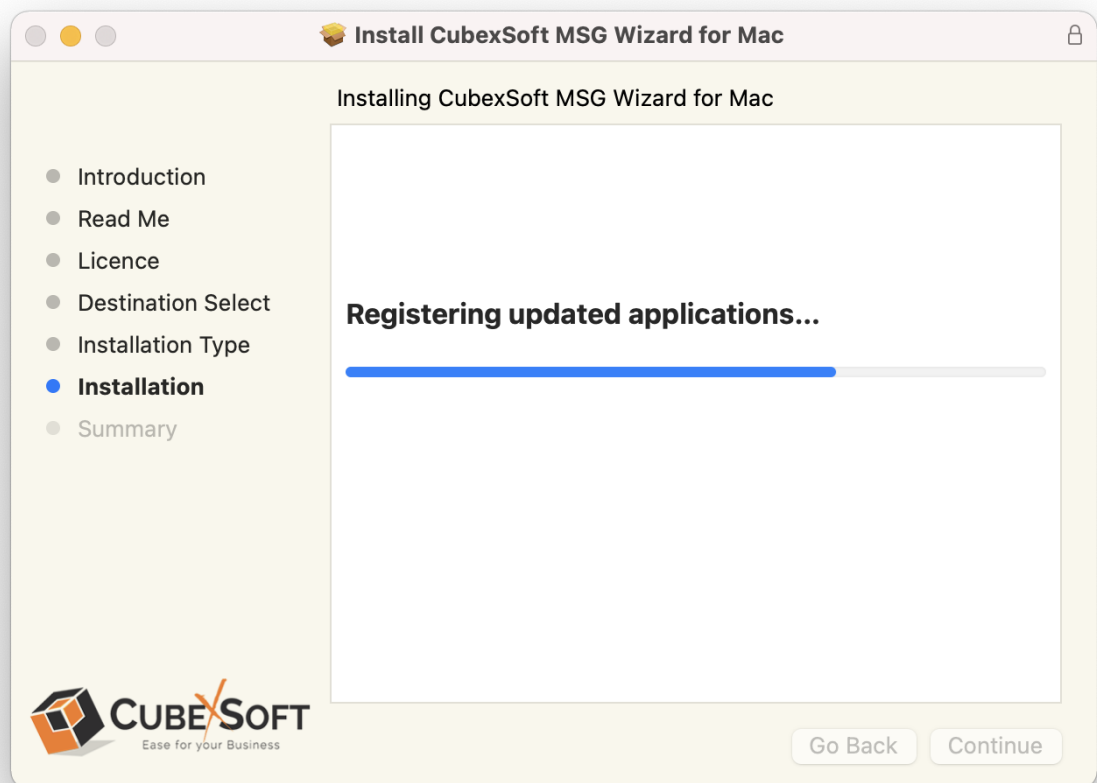 Install CubexSoft MSG Wizard for Mac
Installing CubexSoft MSG Wizard for Mac
Introduction
Read Me
Licence
Destination Select
Installation Type
Installation
Summary
Registering updated applications...
CUBEXSOFT
Ease for your Business
Go Back
Continue